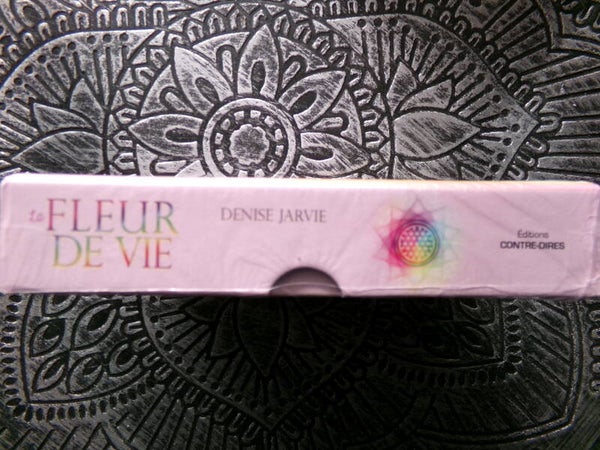 la FLEUR
DE VIE
DENISE JARVIE
Éditions
CONTRE-DIRES